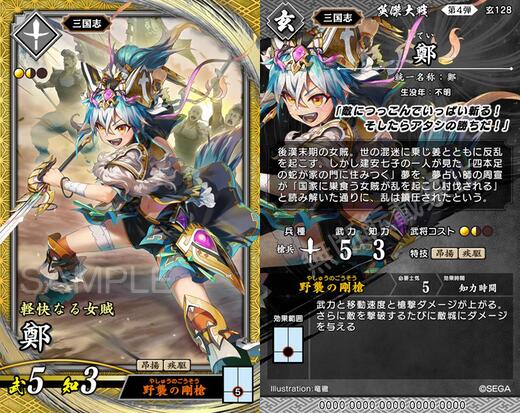 三国志
SAMPLE
軽快なる女賊
鄭
昂揚 疾駆
武5 知3
やしゅうのごうそう
野襲の剛槍
5
玄
三国志
英傑大戦
第4弾
玄128
てい
鄭
統一名称：鄭
生没年：不明
「敵につっこんでいっぱい斬る！
そしたらアタシの勝ちだ！」
後漢末期の女賊。世の混迷に乗じ姜とともに反乱
を起こす。しかし建安七子の一人が見た「四本足
の蛇が家の門に住みつく」夢を、夢占い師の周宣
が「国家に巣食う女賊が乱を起こし討伐される」
と読み解いた通りに、乱は鎮圧されたという。
兵種 武力 知力 武将コスト
槍兵 5 3
特技 昂揚 疾駆
やしゅうのごうそう 必要士気 効果時間
野襲の剛槍 5 知力時間
効果範囲
武力と移動速度と槍撃ダメージが上がる。
さらに敵を撃破するたびに敵城にダメージ
を与える
Illustration:竜徹
©SEGA
0000 0000 0000 0000 0000